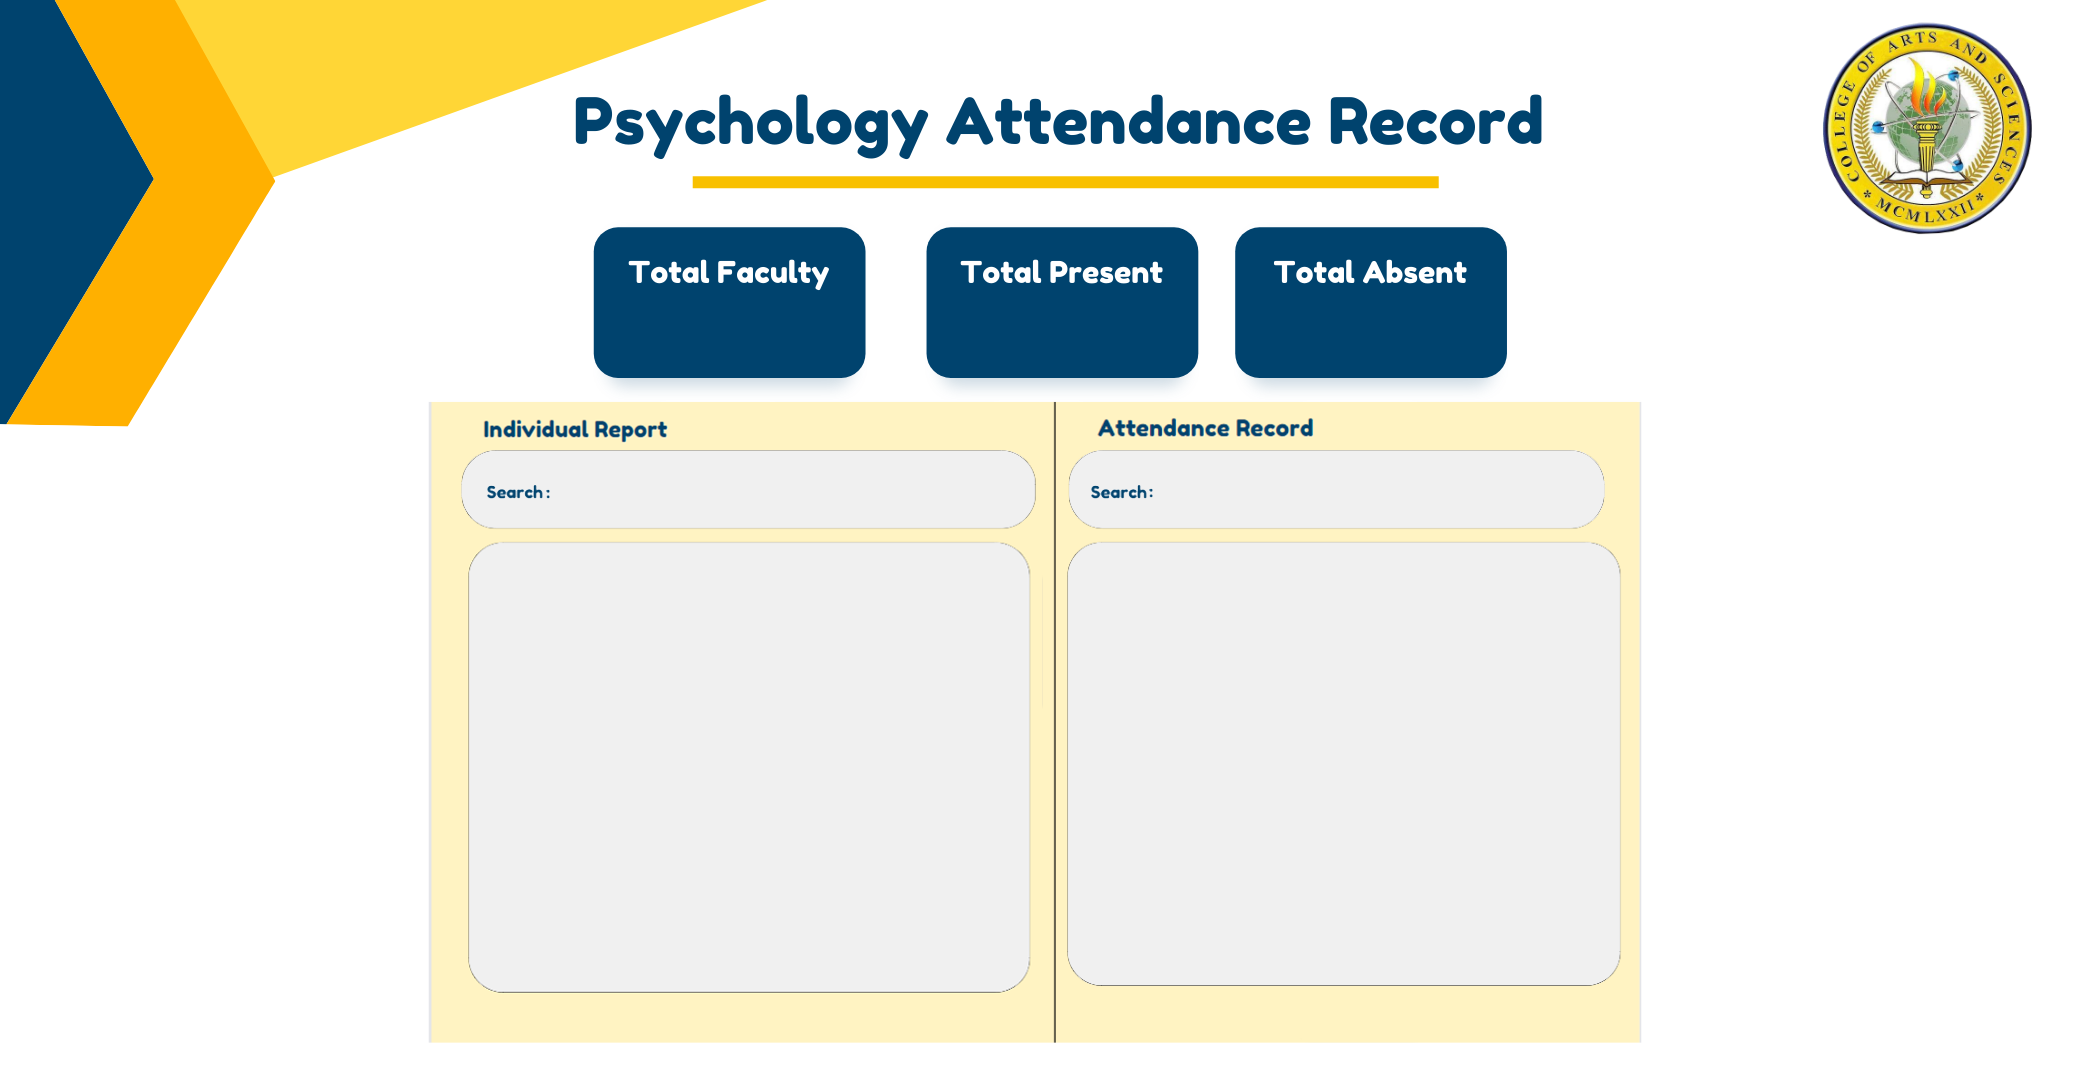 Psychology Attendance Record
COLLEGE OF ARTS AND SCIENCES
* MCMLXXII *
Total Faculty
Total Present
Total Absent
Individual Report
Attendance Record
Search:
Search: